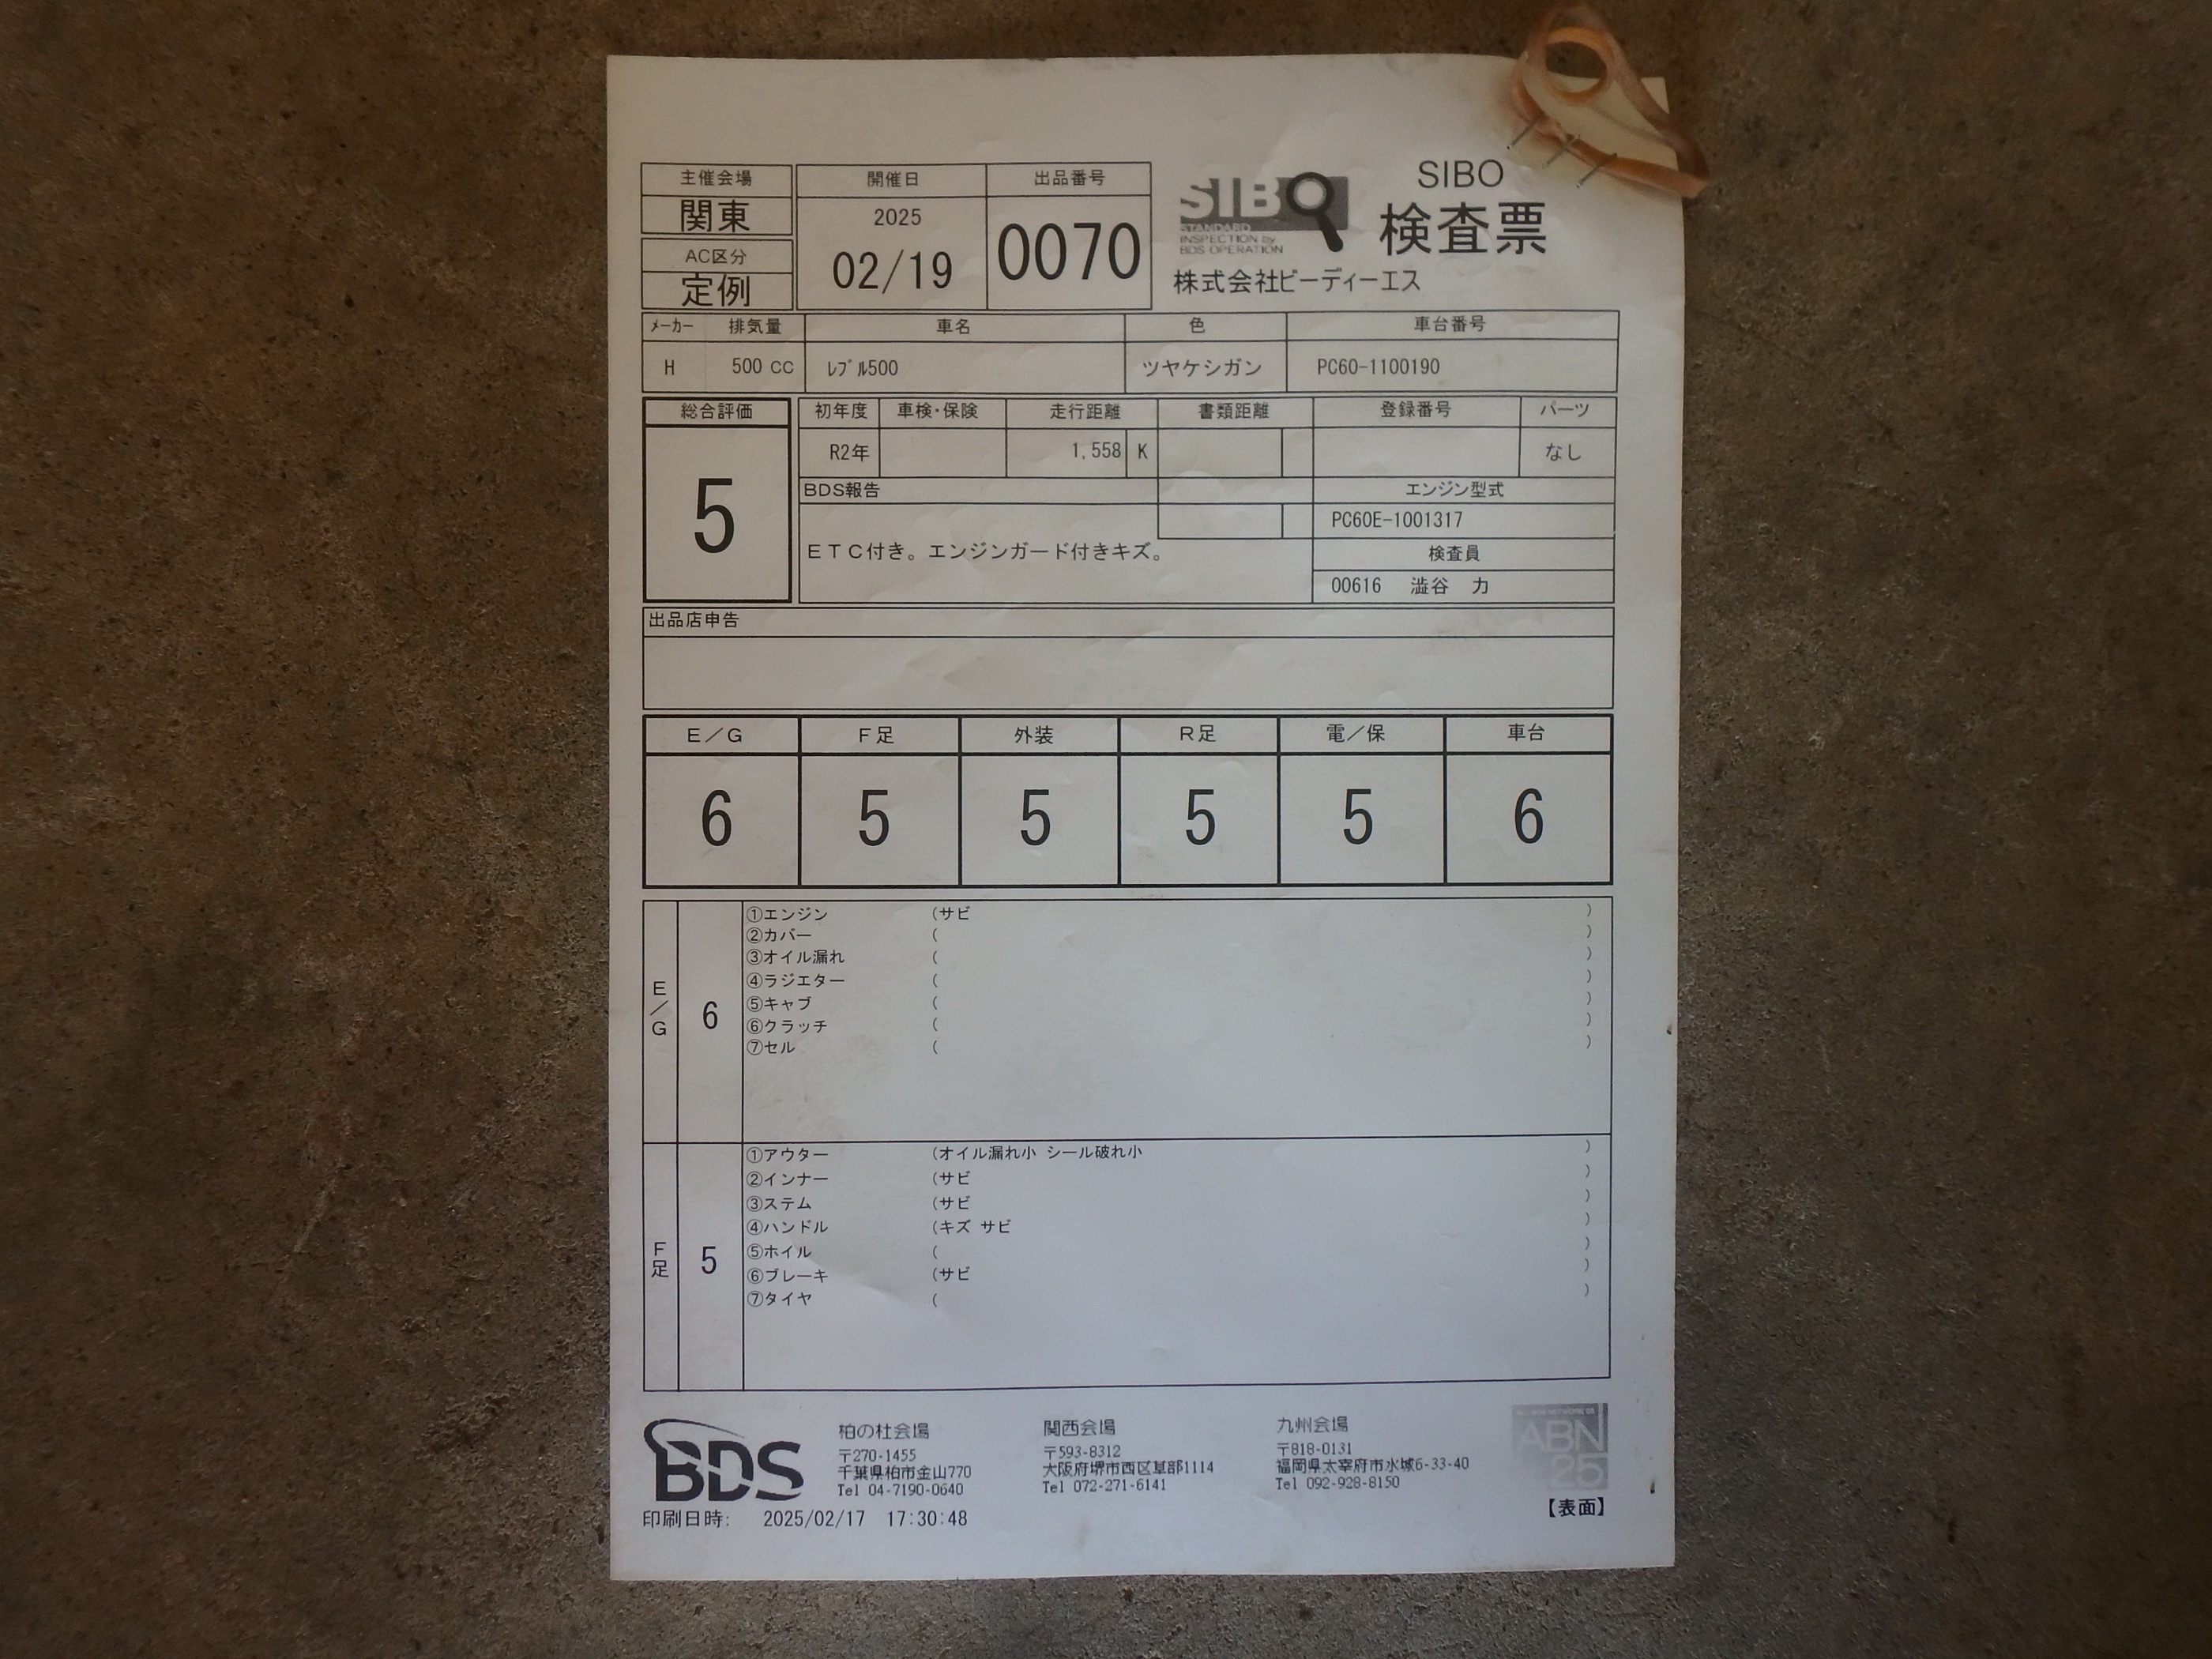 主催会場
開催日
出品番号
関東
2025
02/19
0070
AC区分
定例
SIBO
STANDARD
INSPECTION by
BDS OPERATION
SIBO
検査票
株式会社ビーディーエス
ﾒｰｶｰ 排気量 車名 色 車台番号
H 500 CC ﾚﾌﾞﾙ500 ツヤケシガン PC60-1100190
総合評価 初年度 車検・保険 走行距離 書類距離 登録番号 パーツ
5
R2年 1,558 K なし
BDS報告 エンジン型式
PC60E-1001317
ＥＴＣ付き。エンジンガード付きキズ。
検査員
00616 澁谷 力
出品店申告
Ｅ／Ｇ Ｆ足 外装 Ｒ足 電／保 車台
6 5 5 5 5 6
Ｅ／Ｇ
6
①エンジン (サビ )
②カバー ( )
③オイル漏れ ( )
④ラジエター ( )
⑤キャブ ( )
⑥クラッチ ( )
⑦セル ( )
Ｆ足
5
①アウター (オイル漏れ小 シール破れ小 )
②インナー (サビ )
③ステム (サビ )
④ハンドル (キズ サビ )
⑤ホイル ( )
⑥ブレーキ (サビ )
⑦タイヤ ( )
BDS
柏の杜会場
〒270-1455
千葉県柏市金山770
Tel 04-7190-0640
関西会場
〒593-8312
大阪府堺市西区草部1114
Tel 072-271-6141
九州会場
〒818-0131
福岡県太宰府市水城6-33-40
Tel 092-928-8150
ABN
25
【表面】
印刷日時: 2025/02/17 17:30:48